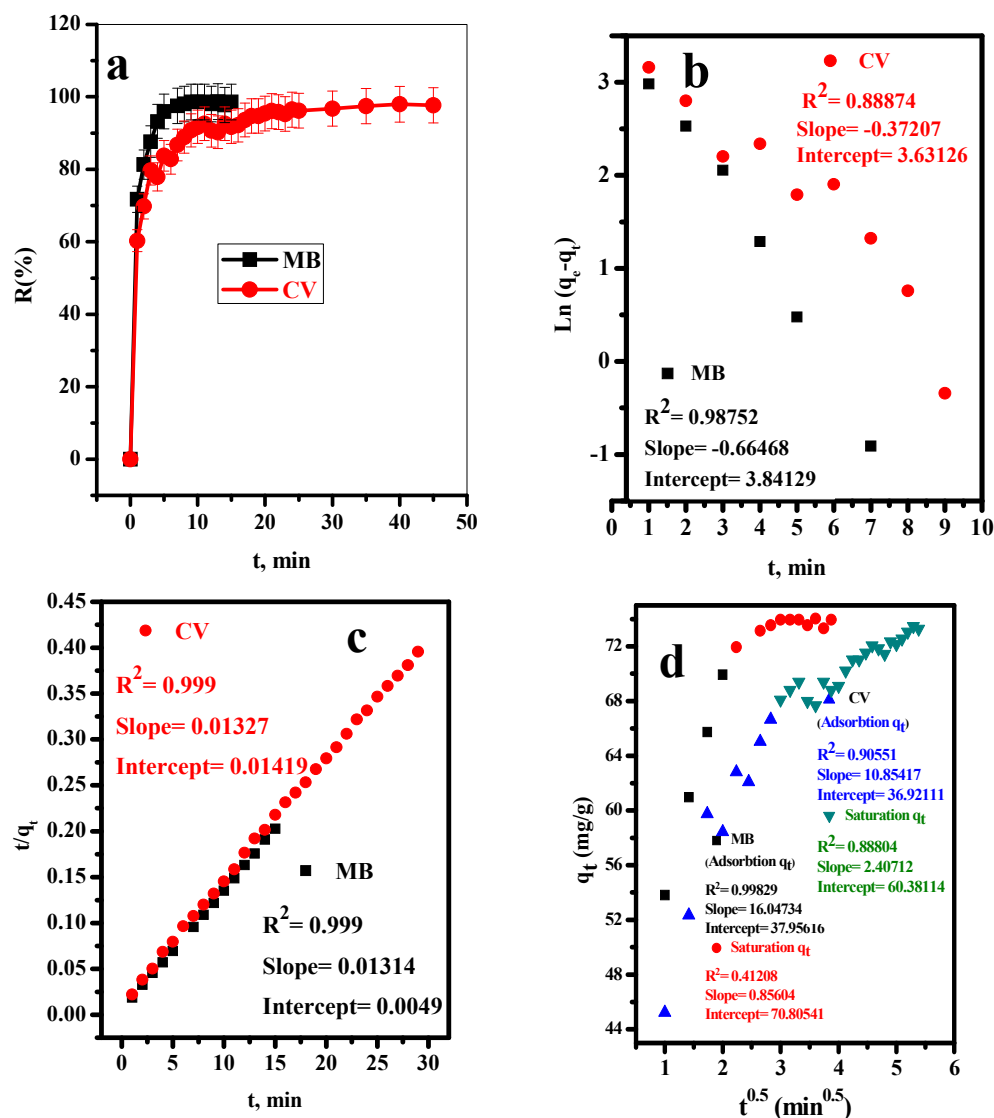 a
120
100
80
60
40
20
0
R(%)
MB
CV
0 10 20 30 40 50
t, min
b
CV
R2= 0.88874
Slope= -0.37207
Intercept= 3.63126
3
2
1
0
-1
Ln (qe-qt)
MB
R2= 0.98752
Slope= -0.66468
Intercept= 3.84129
0 1 2 3 4 5 6 7 8 9 10
t, min
c
0.45
0.40
0.35
0.30
0.25
0.20
0.15
0.10
0.05
0.00
t/qt
CV
R2= 0.999
Slope= 0.01327
Intercept= 0.01419
MB
R2= 0.999
Slope= 0.01314
Intercept= 0.0049
0 5 10 15 20 25 30
t, min
d
72
68
64
60
56
52
48
44
qt (mg/g)
CV
(Adsorbtion qt)
R2= 0.90551
Slope= 10.85417
Intercept= 36.92111
Saturation qt
R2= 0.88804
Slope= 2.40712
Intercept= 60.38114
MB
(Adsorbtion qt)
R2= 0.99829
Slope= 16.04734
Intercept= 37.95616
Saturation qt
R2= 0.41208
Slope= 0.85604
Intercept= 70.80541
1 2 3 4 5 6
t0.5 (min0.5)